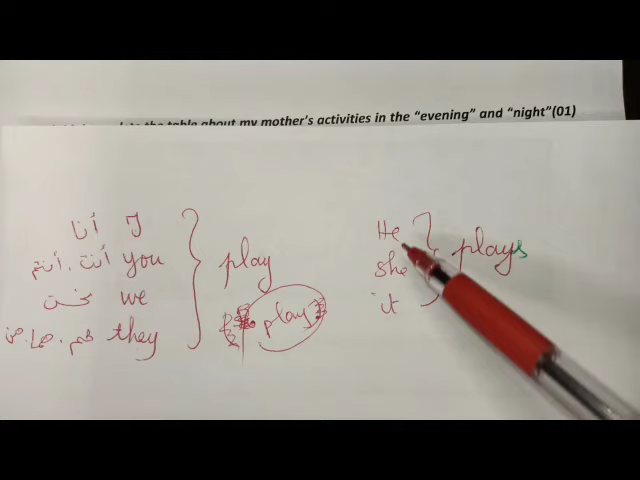 the table about my mother's activities in the “evening” and “night”(01)
أنا I
أنت . أنتم you
نحن we
هم . هما . هن they
play
play
He
she
it
plays